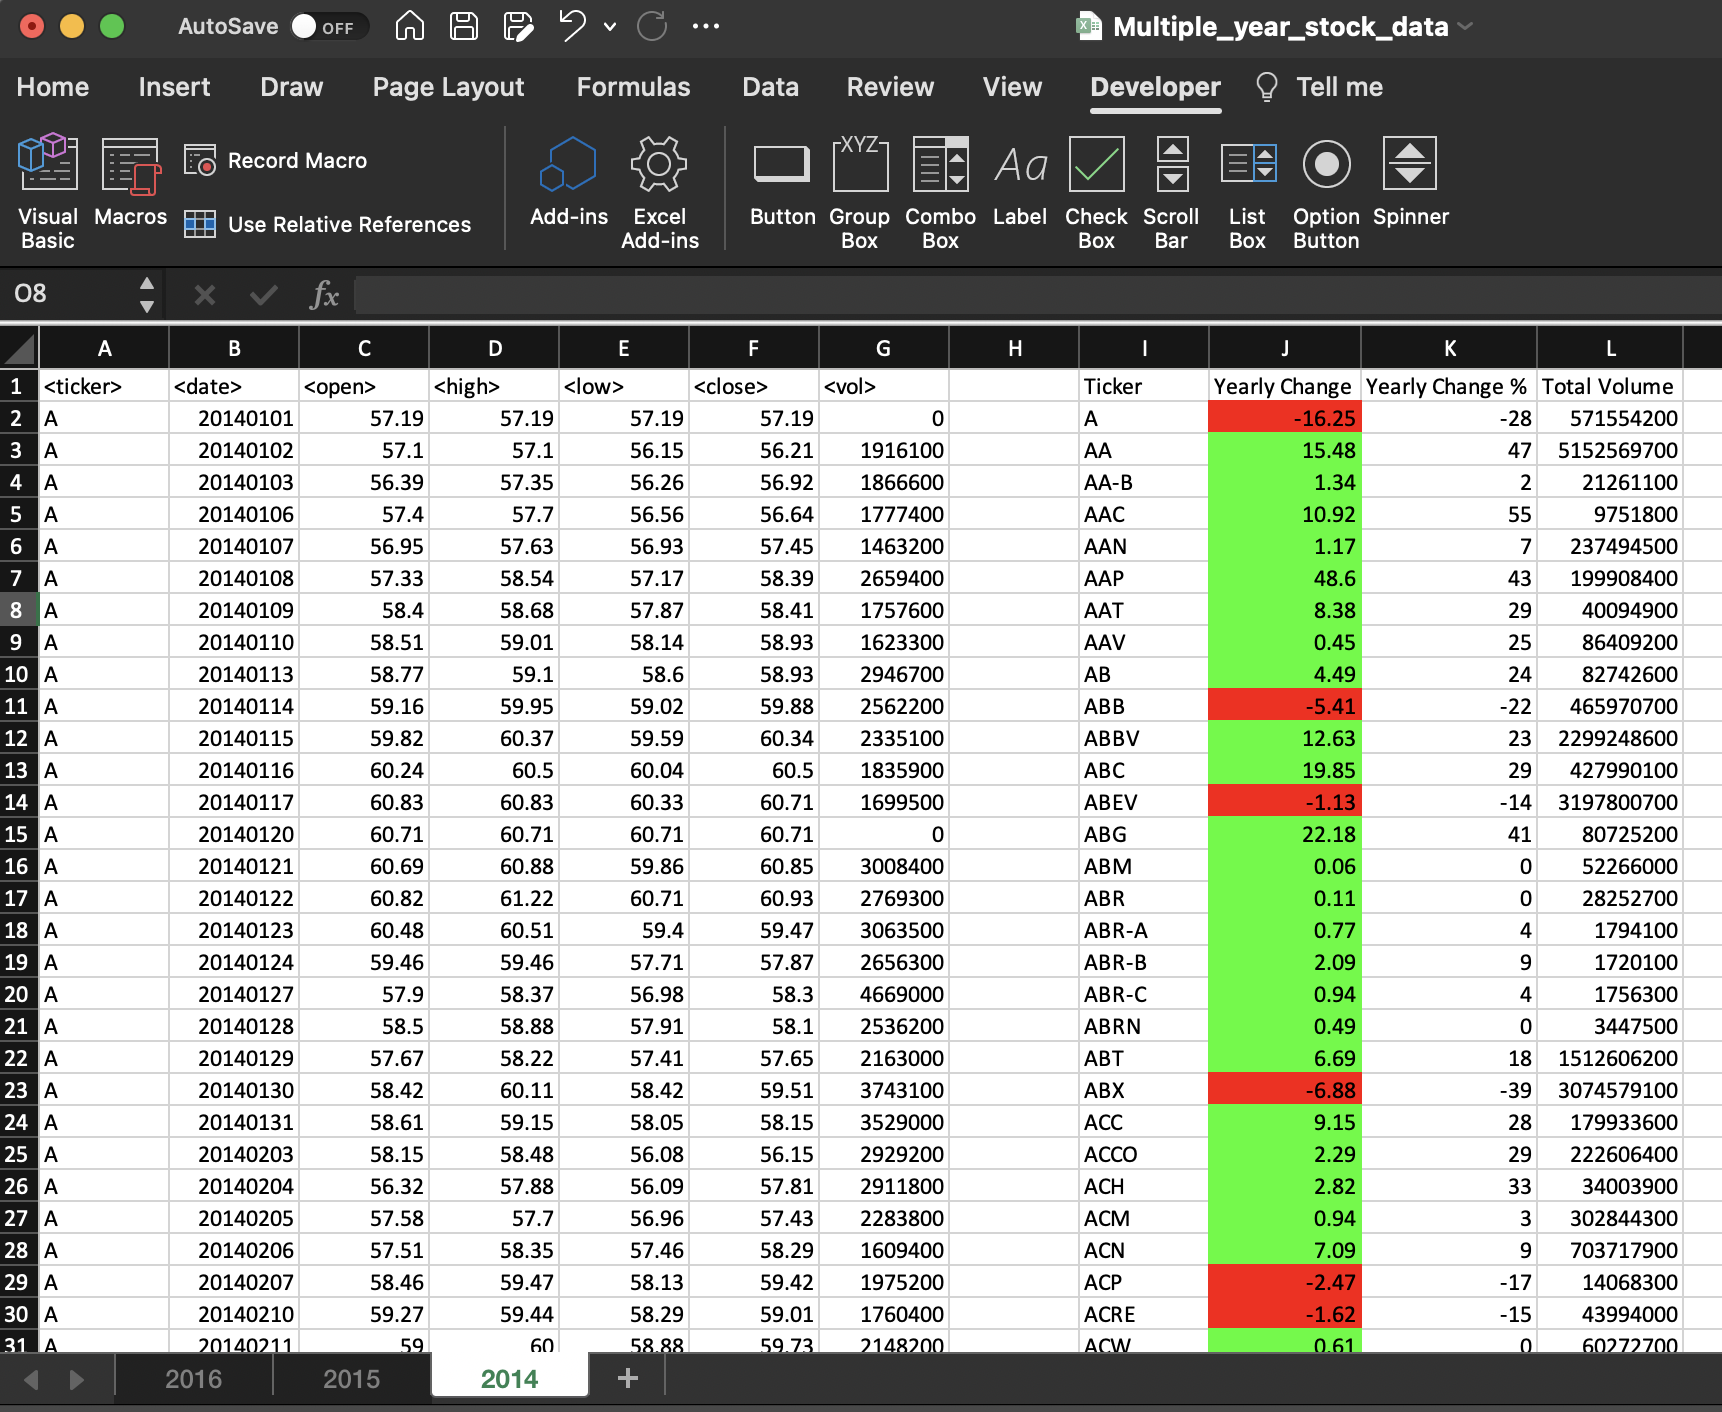 AutoSave OFF Multiple_year_stock_data
Home Insert Draw Page Layout Formulas Data Review View Developer Tell me
Visual Basic Macros Record Macro Use Relative References Add-ins Excel Add-ins Button XYZ Group Box Combo Box Aa Label Check Box Scroll Bar List Box Option Button Spinner
O8 fx
A B C D E F G H I J K L
1 <ticker> <date> <open> <high> <low> <close> <vol> Ticker Yearly Change Yearly Change % Total Volume
2 A 20140101 57.19 57.19 57.19 57.19 0 A -16.25 -28 571554200
3 A 20140102 57.1 57.1 56.15 56.21 1916100 AA 15.48 47 5152569700
4 A 20140103 56.39 57.35 56.26 56.92 1866600 AA-B 1.34 2 21261100
5 A 20140106 57.4 57.7 56.56 56.64 1777400 AAC 10.92 55 9751800
6 A 20140107 56.95 57.63 56.93 57.45 1463200 AAN 1.17 7 237494500
7 A 20140108 57.33 58.54 57.17 58.39 2659400 AAP 48.6 43 199908400
8 A 20140109 58.4 58.68 57.87 58.41 1757600 AAT 8.38 29 40094900
9 A 20140110 58.51 59.01 58.14 58.93 1623300 AAV 0.45 25 86409200
10 A 20140113 58.77 59.1 58.6 58.93 2946700 AB 4.49 24 82742600
11 A 20140114 59.16 59.95 59.02 59.88 2562200 ABB -5.41 -22 465970700
12 A 20140115 59.82 60.37 59.59 60.34 2335100 ABBV 12.63 23 2299248600
13 A 20140116 60.24 60.5 60.04 60.5 1835900 ABC 19.85 29 427990100
14 A 20140117 60.83 60.83 60.33 60.71 1699500 ABEV -1.13 -14 3197800700
15 A 20140120 60.71 60.71 60.71 60.71 0 ABG 22.18 41 80725200
16 A 20140121 60.69 60.88 59.86 60.85 3008400 ABM 0.06 0 52266000
17 A 20140122 60.82 61.22 60.71 60.93 2769300 ABR 0.11 0 28252700
18 A 20140123 60.48 60.51 59.4 59.47 3063500 ABR-A 0.77 4 1794100
19 A 20140124 59.46 59.46 57.71 57.87 2656300 ABR-B 2.09 9 1720100
20 A 20140127 57.9 58.37 56.98 58.3 4669000 ABR-C 0.94 4 1756300
21 A 20140128 58.5 58.88 57.91 58.1 2536200 ABRN 0.49 0 3447500
22 A 20140129 57.67 58.22 57.41 57.65 2163000 ABT 6.69 18 1512606200
23 A 20140130 58.42 60.11 58.42 59.51 3743100 ABX -6.88 -39 3074579100
24 A 20140131 58.61 59.15 58.05 58.15 3529000 ACC 9.15 28 179933600
25 A 20140203 58.15 58.48 56.08 56.15 2929200 ACCO 2.29 29 222606400
26 A 20140204 56.32 57.88 56.09 57.81 2911800 ACH 2.82 33 34003900
27 A 20140205 57.58 57.7 56.96 57.43 2283800 ACM 0.94 3 302844300
28 A 20140206 57.51 58.35 57.46 58.29 1609400 ACN 7.09 9 703717900
29 A 20140207 58.46 59.47 58.13 59.42 1975200 ACP -2.47 -17 14068300
30 A 20140210 59.27 59.44 58.29 59.01 1760400 ACRE -1.62 -15 43994000
31 A 20140211 59 60 58.88 59.73 2148200 ACW 0.61 0 60272700
2016 2015 2014 +